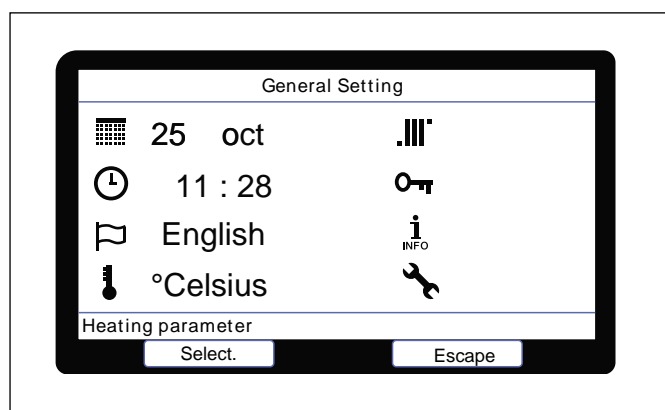 General Setting
25 oct
11 : 28
English
INFO
°Celsius
Heating parameter
Select. Escape